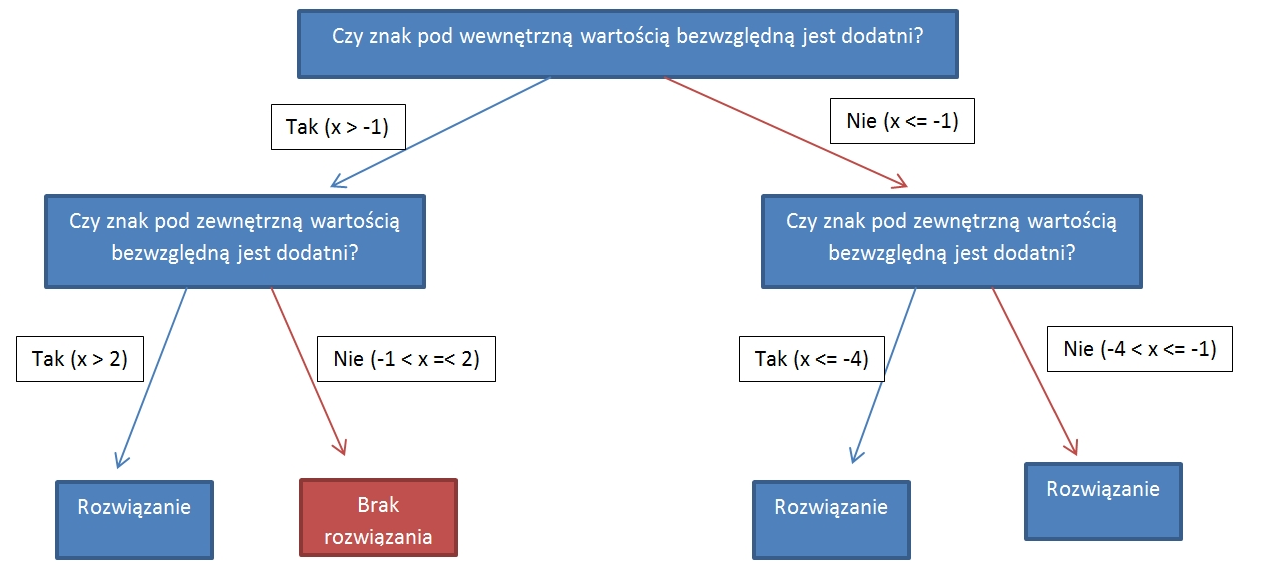 Czy znak pod wewnętrzną wartością bezwzględną jest dodatni?
Tak (x > -1)
Nie (x <= -1)
Czy znak pod zewnętrzną wartością
bezwzględną jest dodatni?
Czy znak pod zewnętrzną wartością
bezwzględną jest dodatni?
Tak (x > 2)
Nie (-1 < x =< 2)
Tak (x <= -4)
Nie (-4 < x <= -1)
Rozwiązanie
Brak
rozwiązania
Rozwiązanie
Rozwiązanie